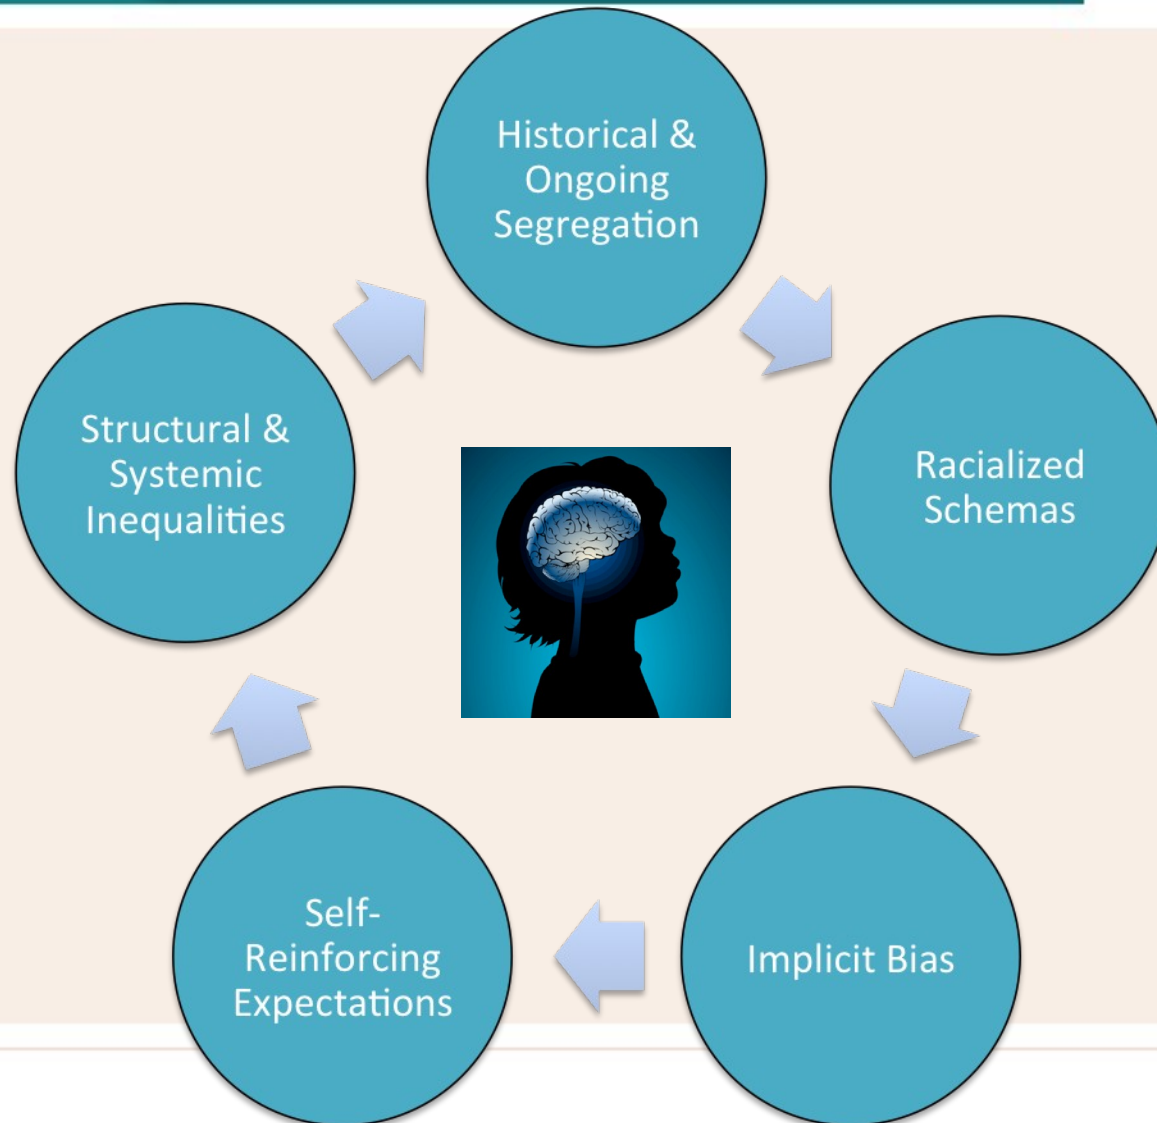 Historical &
Ongoing
Segregation
Racialized
Schemas
Implicit Bias
Self-
Reinforcing
Expectations
Structural &
Systemic
Inequalities